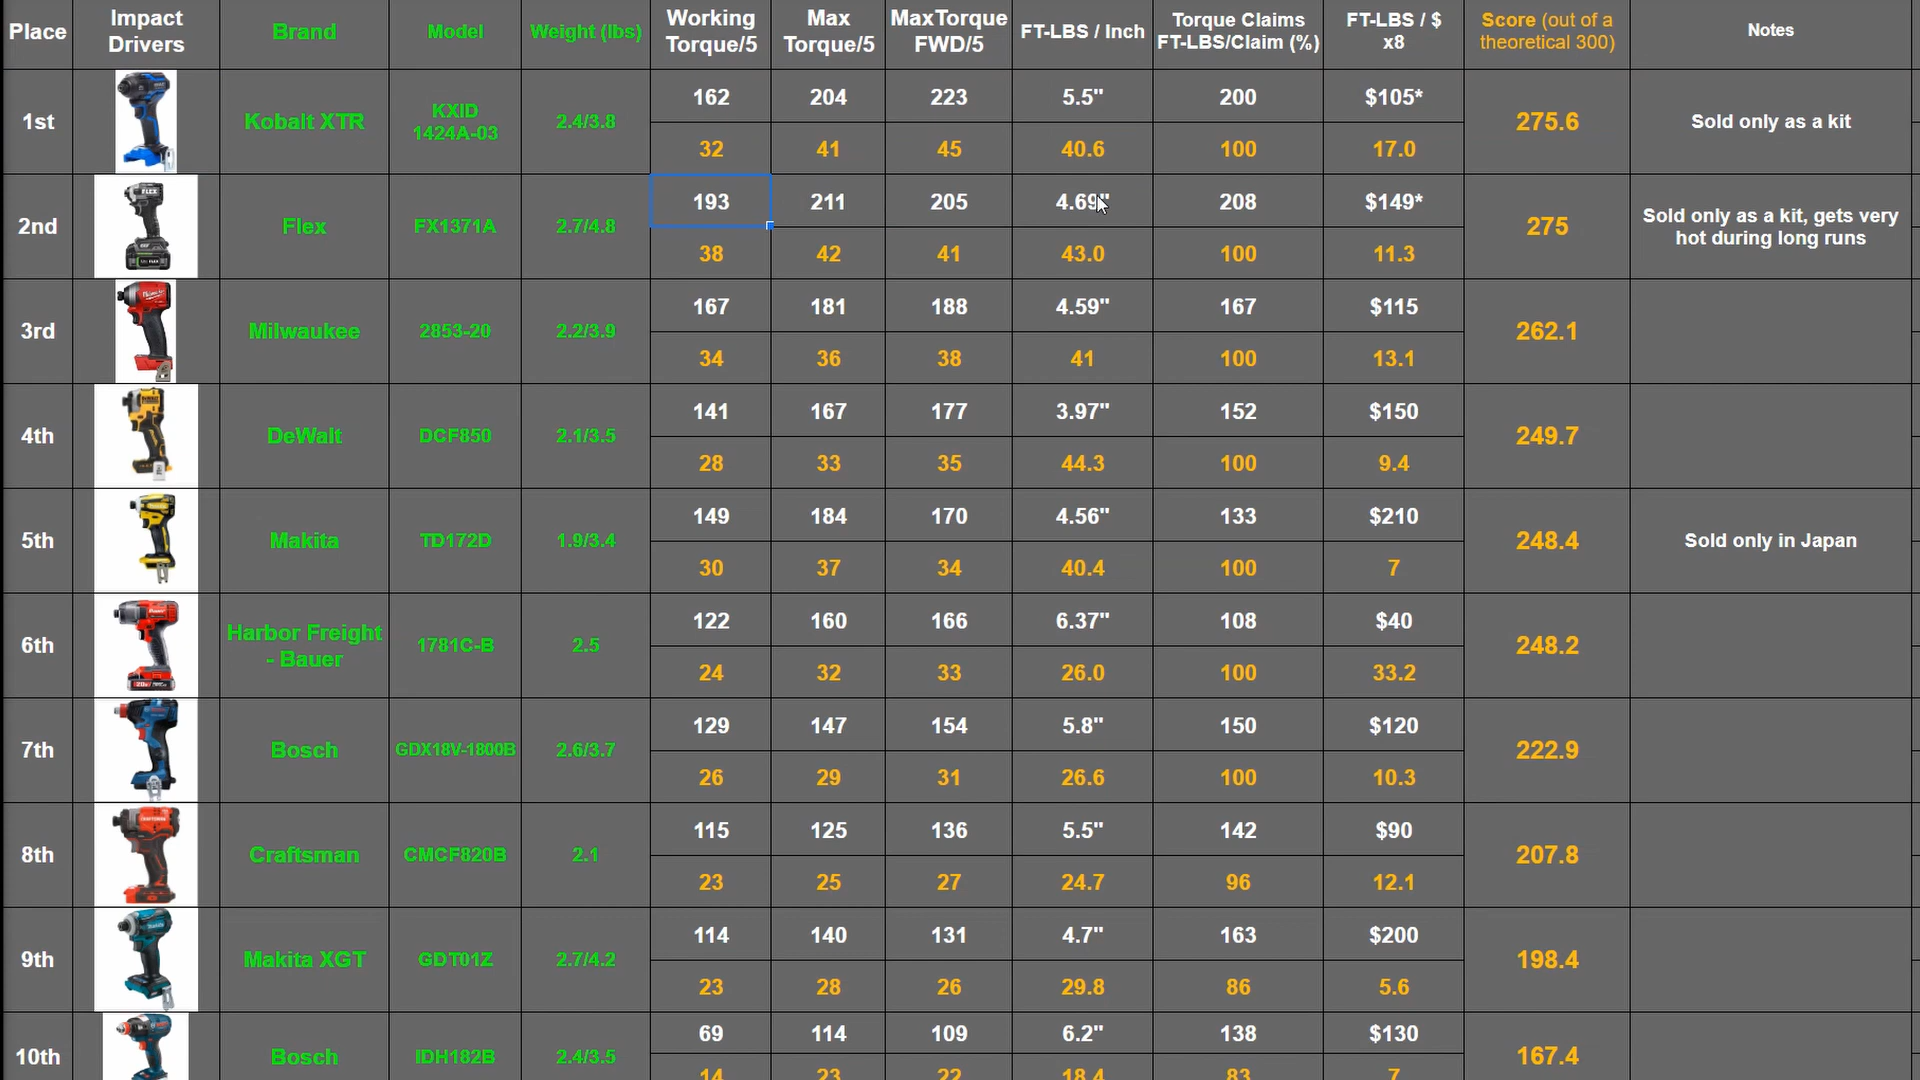 Place
Impact
Drivers
Brand
Model
Weight (lbs)
Working
Torque/5
Max
Torque/5
MaxTorque
FWD/5
FT-LBS / Inch
Torque Claims
FT-LBS/Claim (%)
FT-LBS / $
x8
Score (out of a
theoretical 300)
Notes
1st
Kobalt XTR
KXID
1424A-03
2.4/3.8
162 204 223 5.5" 200 $105*
32 41 45 40.6 100 17.0
275.6
Sold only as a kit
2nd
FLEX
Flex
FX1371A
2.7/4.8
193 211 205 4.69" 208 $149*
38 42 41 43.0 100 11.3
275
Sold only as a kit, gets very
hot during long runs
3rd
Milwaukee
2853-20
2.2/3.9
167 181 188 4.59" 167 $115
34 36 38 41 100 13.1
262.1
4th
DeWalt
DCF850
2.1/3.5
141 167 177 3.97" 152 $150
28 33 35 44.3 100 9.4
249.7
5th
Makita
TD172D
1.9/3.4
149 184 170 4.56" 133 $210
30 37 34 40.4 100 7
248.4
Sold only in Japan
6th
Harbor Freight
- Bauer
1781C-B
2.5
122 160 166 6.37" 108 $40
24 32 33 26.0 100 33.2
248.2
7th
Bosch
GDX18V-1800B
2.6/3.7
129 147 154 5.8" 150 $120
26 29 31 26.6 100 10.3
222.9
8th
Craftsman
CMCF820B
2.1
115 125 136 5.5" 142 $90
23 25 27 24.7 96 12.1
207.8
9th
Makita XGT
GDT01Z
2.7/4.2
114 140 131 4.7" 163 $200
23 28 26 29.8 86 5.6
198.4
10th
Bosch
IDH182B
2.4/3.5
69 114 109 6.2" 138 $130
14 23 22 18.4 83 7
167.4